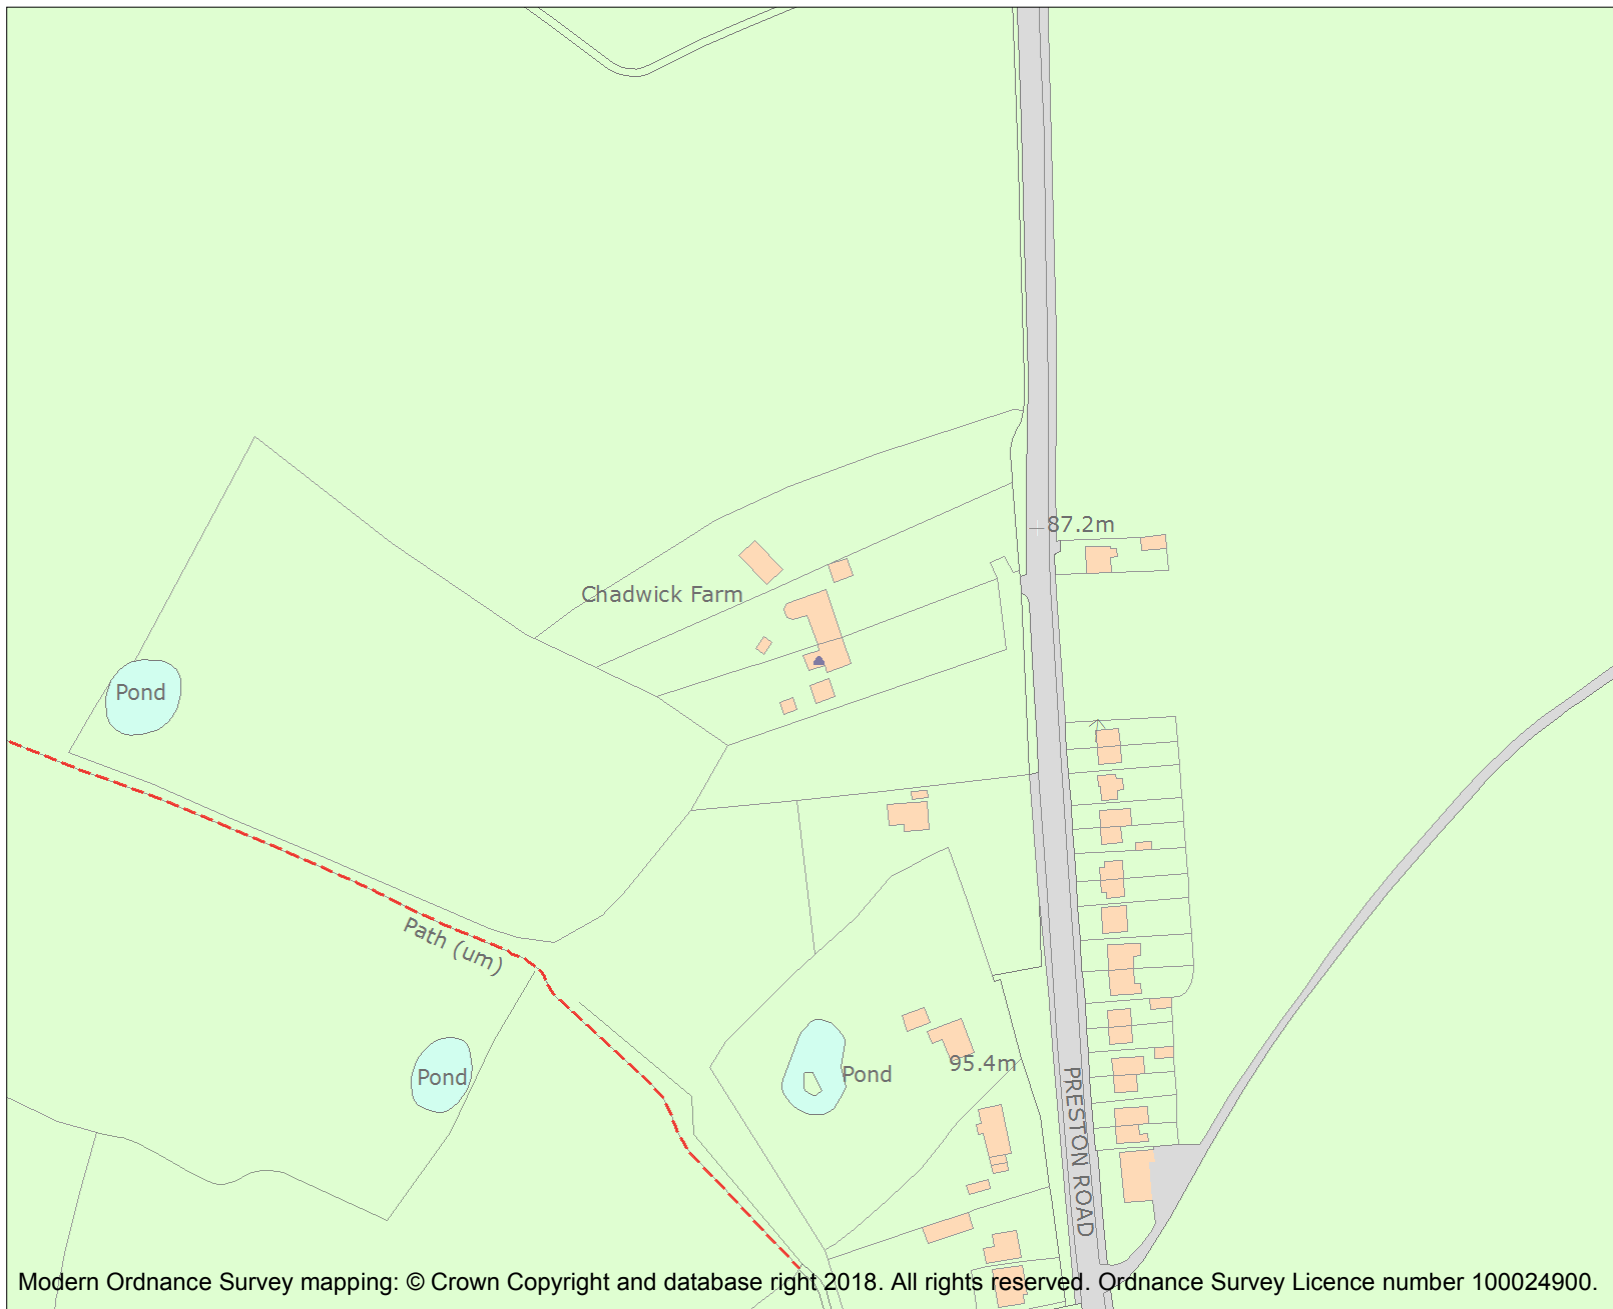 87.2m
Chadwick Farm
Pond
Path (um)
Pond
Pond
95.4m
PRESTON ROAD
Modern Ordnance Survey mapping: © Crown Copyright and database right 2018. All rights reserved. Ordnance Survey Licence number 100024900.